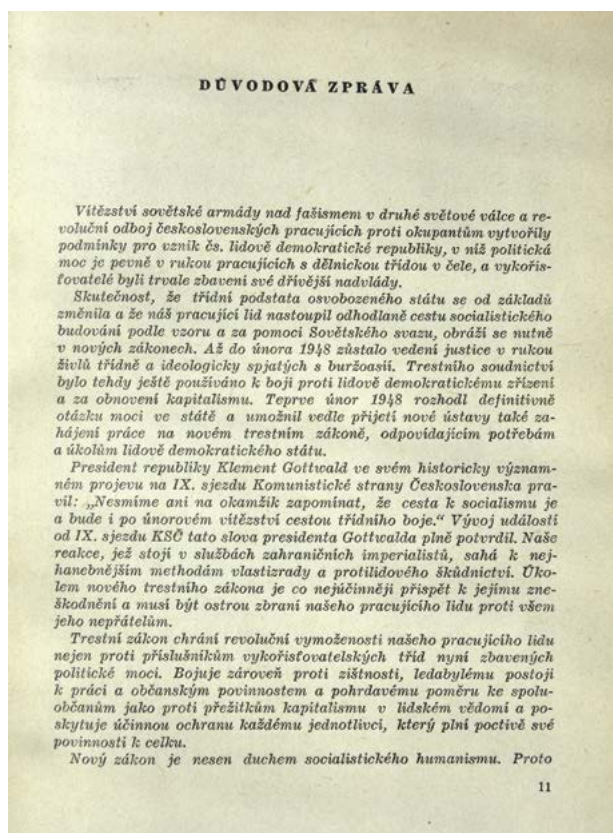 DŮVODOVÁ ZPRÁVA
Vítězství sovětské armády nad fašismem v druhé světové válce a re-
voluční odboj československých pracujících proti okupantům vytvořily
podmínky pro vznik čs. lidově demokratické republiky, v níž politická
moc je pevně v rukou pracujících s dělnickou třídou v čele, a vykořis-
ťovatelé byli trvale zbaveni své dřívější nadvlády.
Skutečnost, že třídní podstata osvobozeného státu se od základů
změnila a že náš pracující lid nastoupil odhodlaně cestu socialistického
budování podle vzoru a za pomoci Sovětského svazu, obráží se nutně
v nových zákonech. Až do února 1948 zůstalo vedení justice v rukou
živlů třídně a ideologicky spjatých s buržoasií. Trestního soudnictví
bylo tehdy ještě používáno k boji proti lidově demokratickému zřízení
a za obnovení kapitalismu. Teprve únor 1948 rozhodl definitivně
otázku moci ve státě a umožnil vedle přijetí nové ústavy také za-
hájení práce na novém trestním zákoně, odpovídajícím potřebám
a úkolům lidově demokratického státu.
President republiky Klement Gottwald ve svém historicky význam-
ném projevu na IX. sjezdu Komunistické strany Československa pra-
vil: „Nesmíme ani na okamžik zapomínat, že cesta k socialismu je
a bude i po únorovém vítězství cestou třídního boje.“ Vývoj událostí
od IX. sjezdu KSČ tato slova presidenta Gottwalda plně potvrdil. Naše
reakce, jež stojí v službách zahraničních imperialistů, sahá k nej-
hanebnějším methodám vlastizrady a protilidového škůdnictví. Úko-
lem nového trestního zákona je co nejúčinněji přispět k jejímu zne-
škodnění a musí být ostrou zbraní našeho pracujícího lidu proti všem
jeho nepřátelům.
Trestní zákon chrání revoluční vymoženosti našeho pracujícího lidu
nejen proti příslušníkům vykořisťovatelských tříd nyní zbavených
politické moci. Bojuje zároveň proti zištnosti, ledabylému postoji
k práci a občanským povinnostem a pohrdavému poměru ke spolu-
občanům jako proti přežitkům kapitalismu v lidském vědomí a po-
skytuje účinnou ochranu každému jednotlivci, který plní poctivě své
povinnosti k celku.
Nový zákon je nesen duchem socialistického humanismu. Proto
11